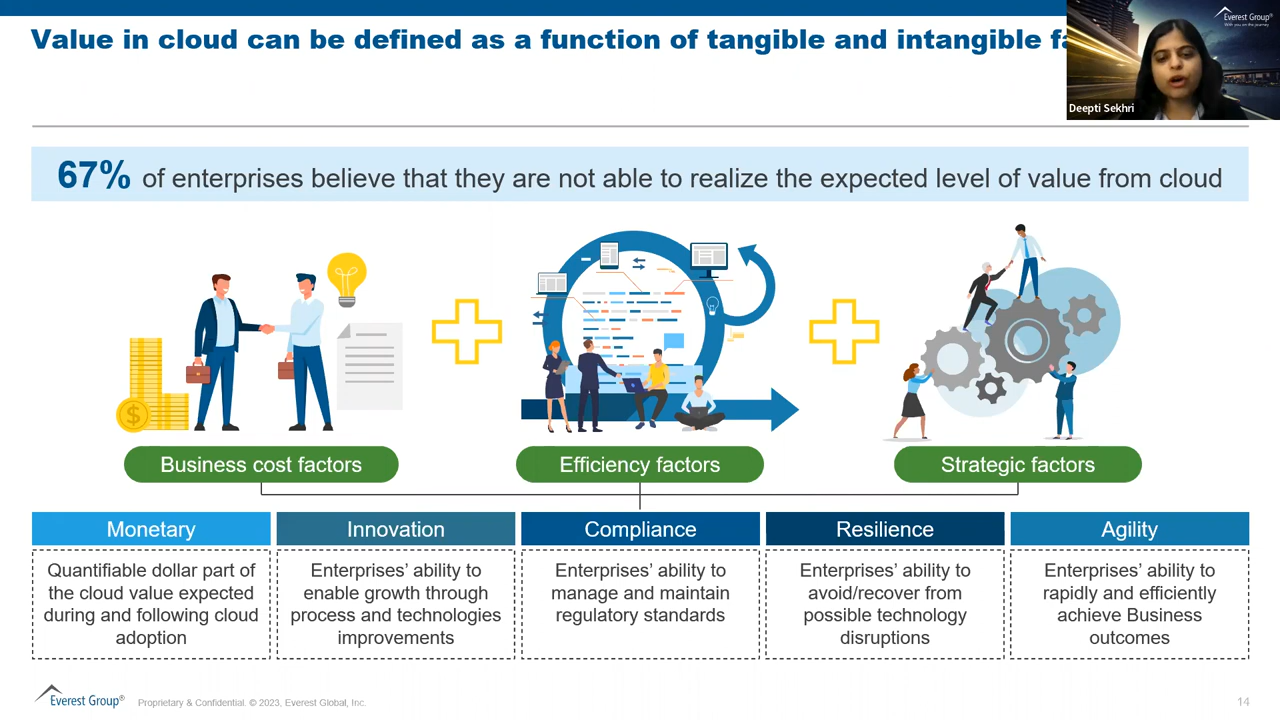 Value in cloud can be defined as a function of tangible and intangible
Everest Group®
With you on the journey
Deepti Sekhri
67% of enterprises believe that they are not able to realize the expected level of value from cloud
$
Business cost factors
Efficiency factors
Strategic factors
Monetary
Quantifiable dollar part of
the cloud value expected
during and following cloud
adoption
Innovation
Enterprises’ ability to
enable growth through
process and technologies
improvements
Compliance
Enterprises’ ability to
manage and maintain
regulatory standards
Resilience
Enterprises’ ability to
avoid/recover from
possible technology
disruptions
Agility
Enterprises’ ability to
rapidly and efficiently
achieve Business
outcomes
Everest Group®
Proprietary & Confidential. © 2023, Everest Global, Inc.
14